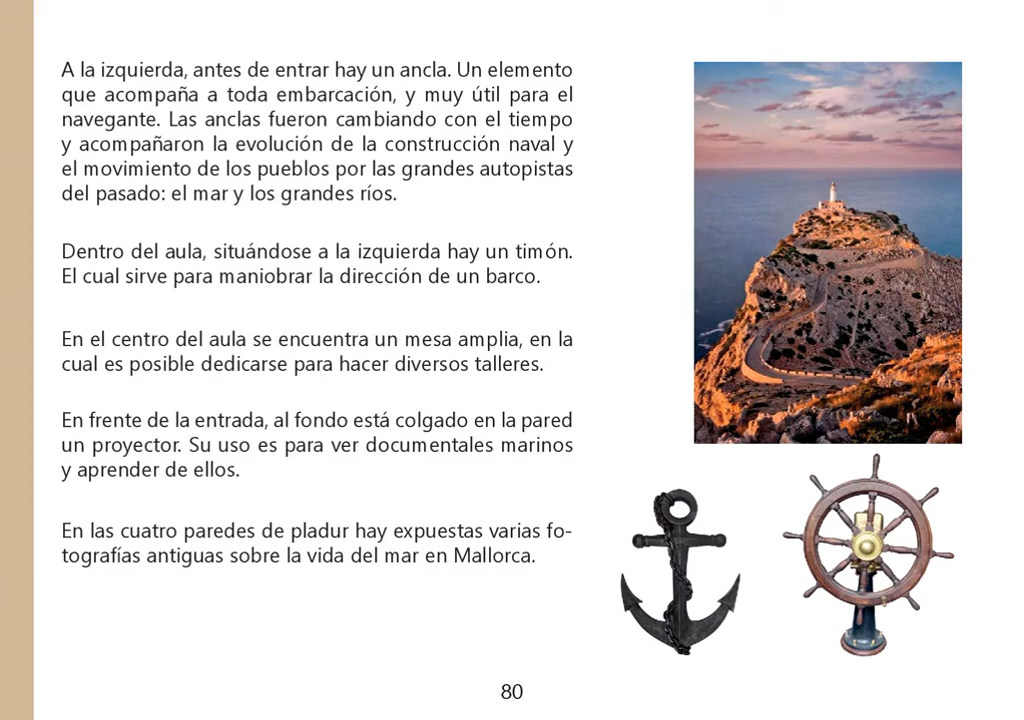 A la izquierda, antes de entrar hay un ancla. Un elemento
que acompaña a toda embarcación, y muy útil para el
navegante. Las anclas fueron cambiando con el tiempo
y acompañaron la evolución de la construcción naval y
el movimiento de los pueblos por las grandes autopistas
del pasado: el mar y los grandes ríos.
Dentro del aula, situándose a la izquierda hay un timón.
El cual sirve para maniobrar la dirección de un barco.
En el centro del aula se encuentra un mesa amplia, en la
cual es posible dedicarse para hacer diversos talleres.
En frente de la entrada, al fondo está colgado en la pared
un proyector. Su uso es para ver documentales marinos
y aprender de ellos.
En las cuatro paredes de pladur hay expuestas varias fo-
tografías antiguas sobre la vida del mar en Mallorca.
80